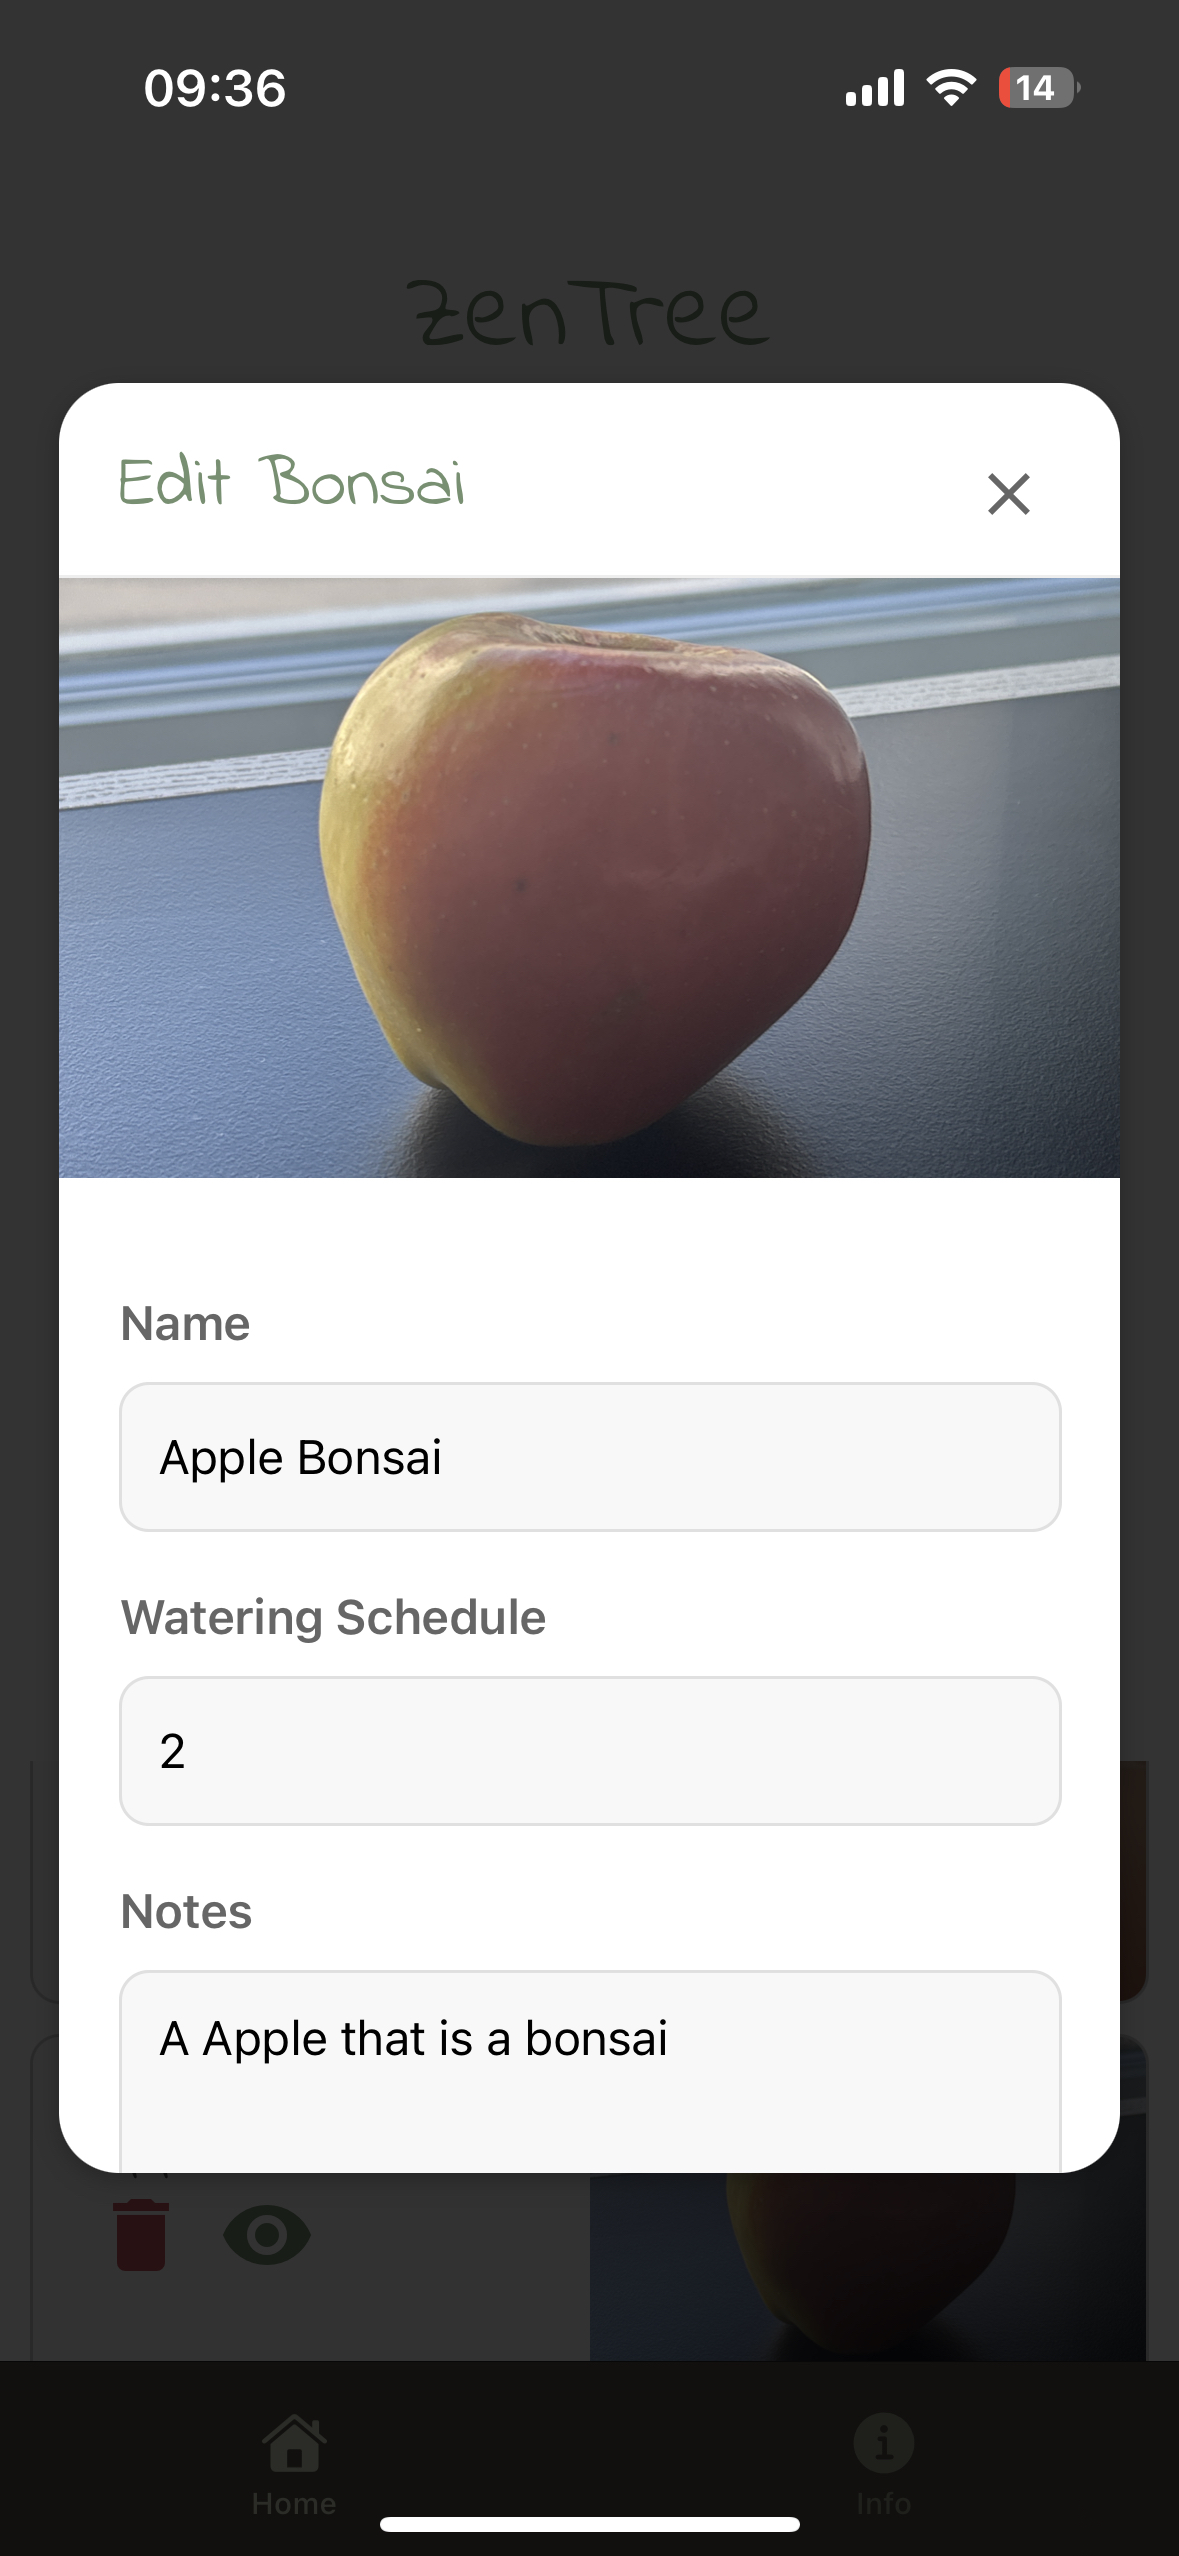 09:36
14
ZenTree
Edit Bonsai
Name
Apple Bonsai
Watering Schedule
2
Notes
A Apple that is a bonsai
Home
Info